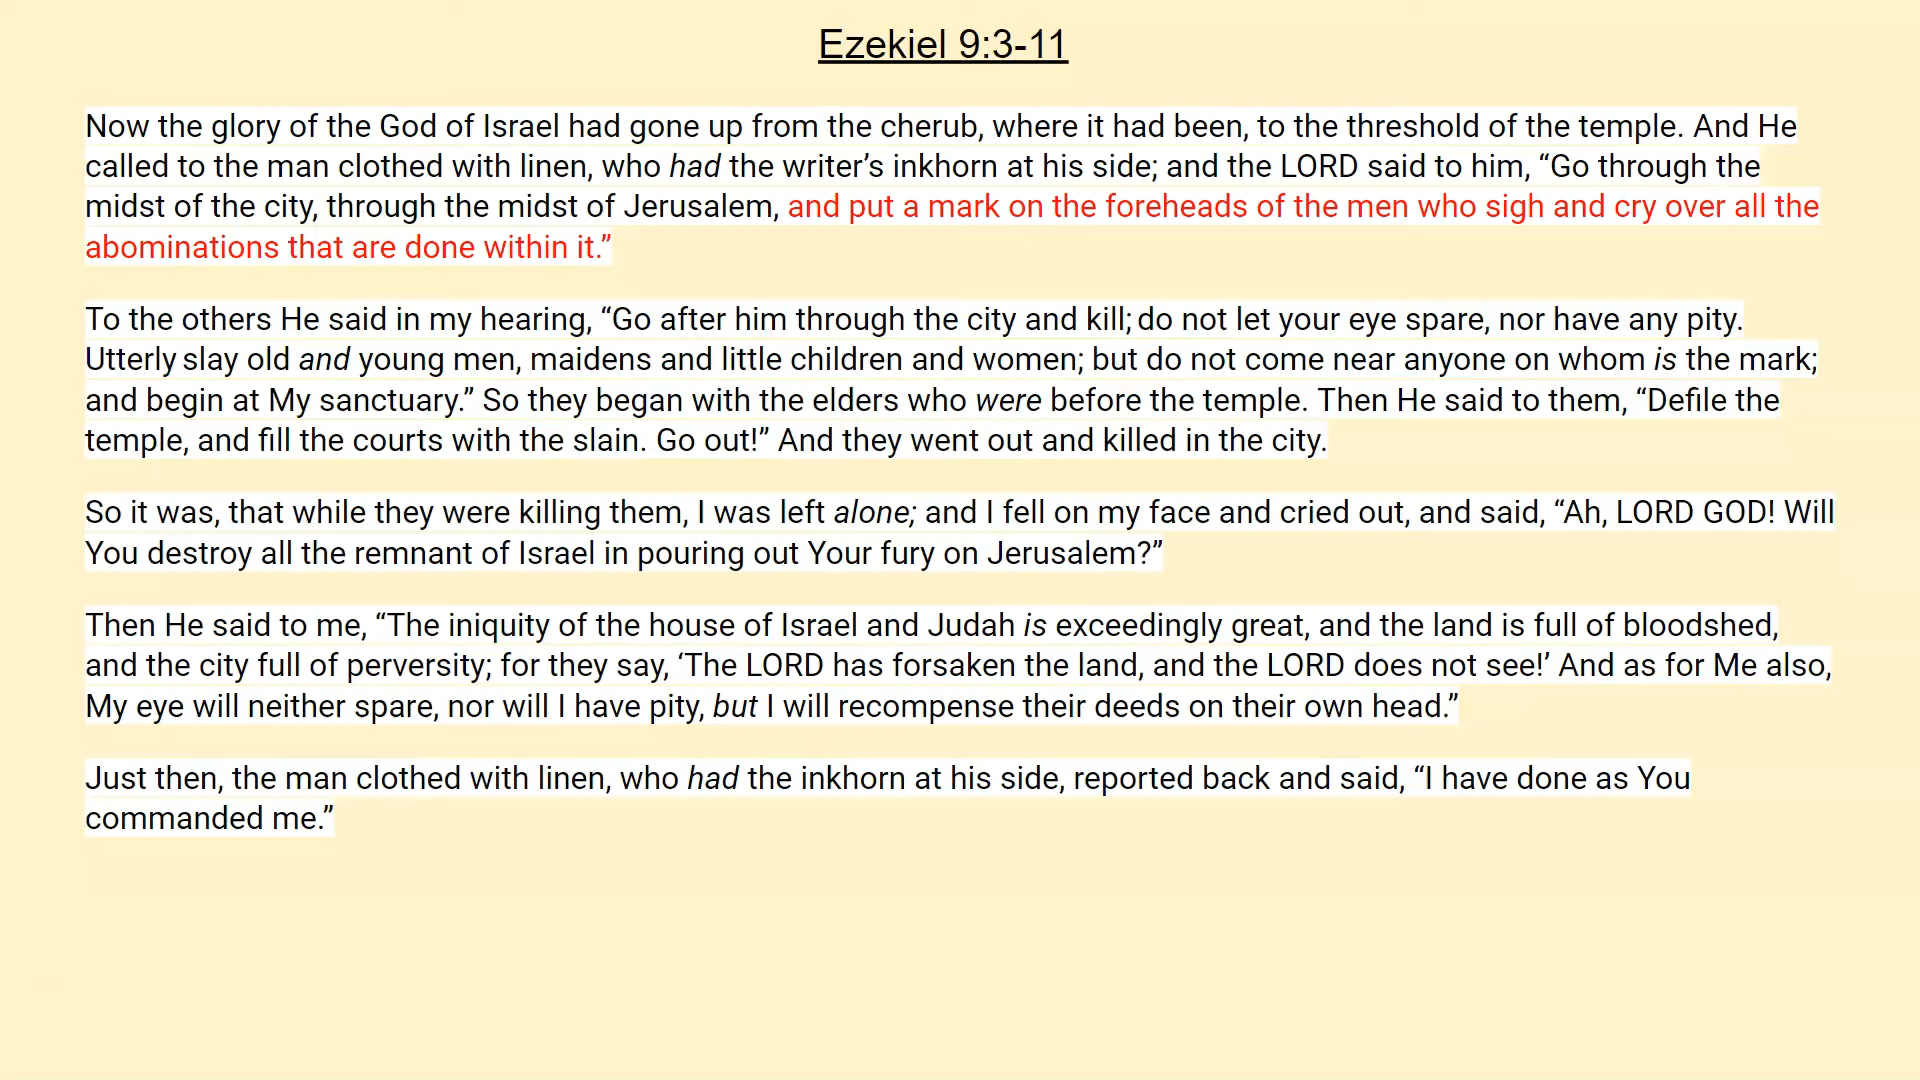 Ezekiel 9:3-11
Now the glory of the God of Israel had gone up from the cherub, where it had been, to the threshold of the temple. And He
called to the man clothed with linen, who had the writer’s inkhorn at his side; and the LORD said to him, “Go through the
midst of the city, through the midst of Jerusalem, and put a mark on the foreheads of the men who sigh and cry over all the
abominations that are done within it.”
To the others He said in my hearing, “Go after him through the city and kill; do not let your eye spare, nor have any pity.
Utterly slay old and young men, maidens and little children and women; but do not come near anyone on whom is the mark;
and begin at My sanctuary.” So they began with the elders who were before the temple. Then He said to them, “Defile the
temple, and fill the courts with the slain. Go out!” And they went out and killed in the city.
So it was, that while they were killing them, I was left alone; and I fell on my face and cried out, and said, “Ah, LORD GOD! Will
You destroy all the remnant of Israel in pouring out Your fury on Jerusalem?”
Then He said to me, “The iniquity of the house of Israel and Judah is exceedingly great, and the land is full of bloodshed,
and the city full of perversity; for they say, ‘The LORD has forsaken the land, and the LORD does not see!’ And as for Me also,
My eye will neither spare, nor will I have pity, but I will recompense their deeds on their own head.”
Just then, the man clothed with linen, who had the inkhorn at his side, reported back and said, “I have done as You
commanded me.”